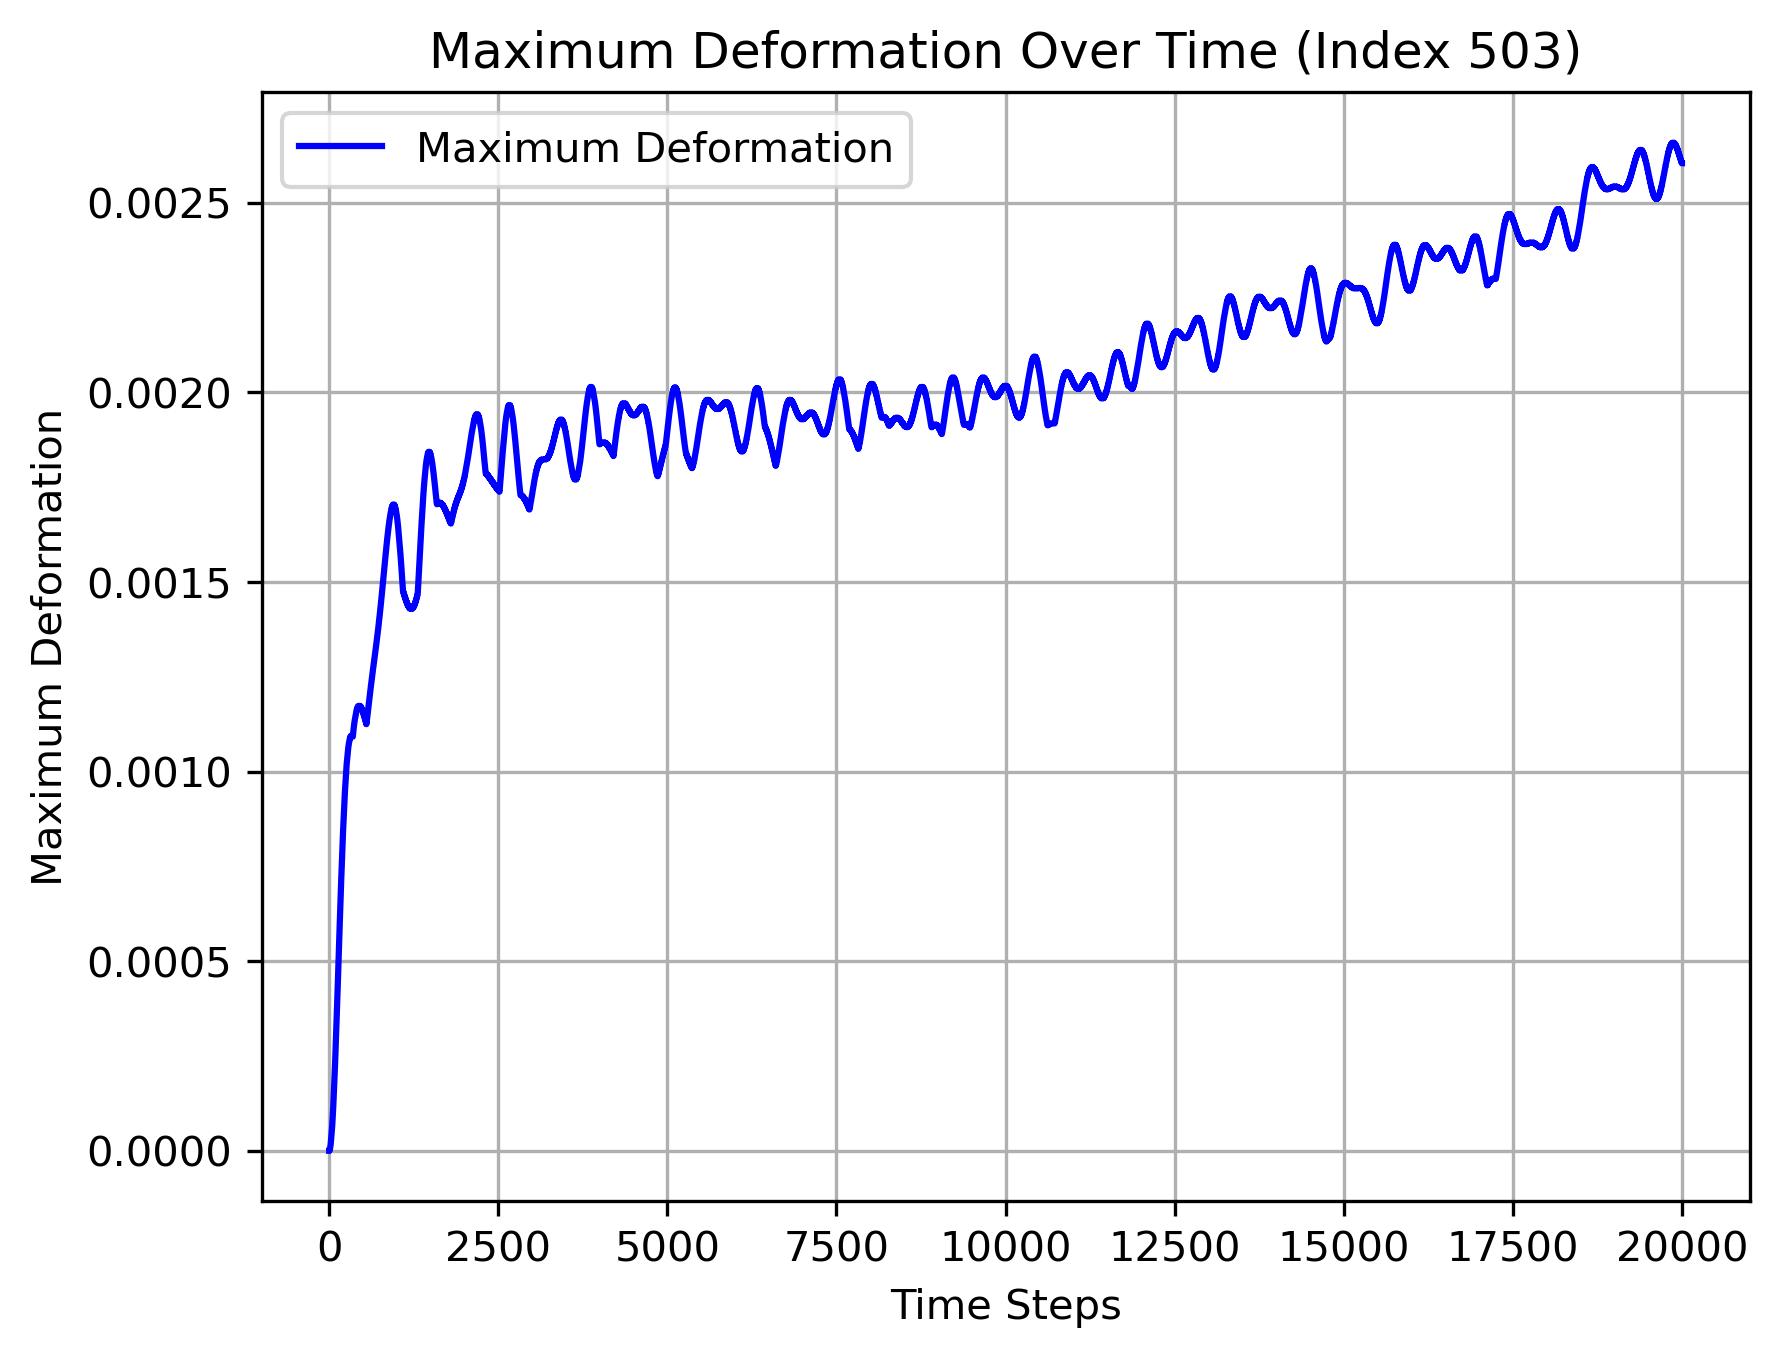 Maximum Deformation Over Time (Index 503)
Maximum Deformation
0.0025
0.0020
0.0015
0.0010
0.0005
0.0000
Maximum Deformation
0 2500 5000 7500 10000 12500 15000 17500 20000
Time Steps